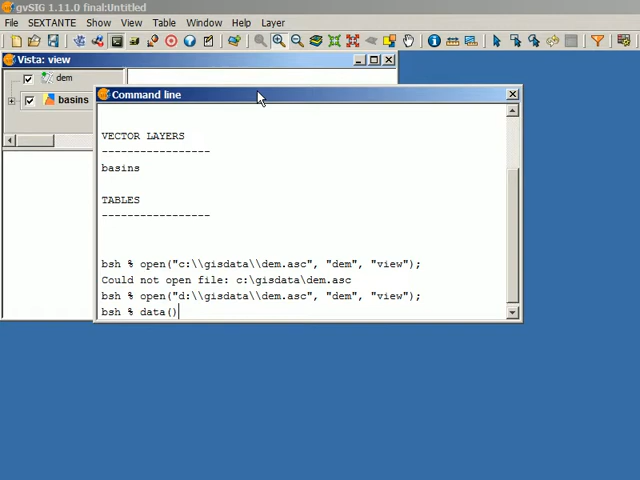 gvSIG 1.11.0 final:Untitled
File SEXTANTE Show View Table Window Help Layer
Vista: view
dem
basins
Command line
VECTOR LAYERS
-----------------
basins
TABLES
-----------------
bsh % open("c:\\gisdata\\dem.asc", "dem", "view");
Could not open file: c:\gisdata\dem.asc
bsh % open("d:\\gisdata\\dem.asc", "dem", "view");
bsh % data()